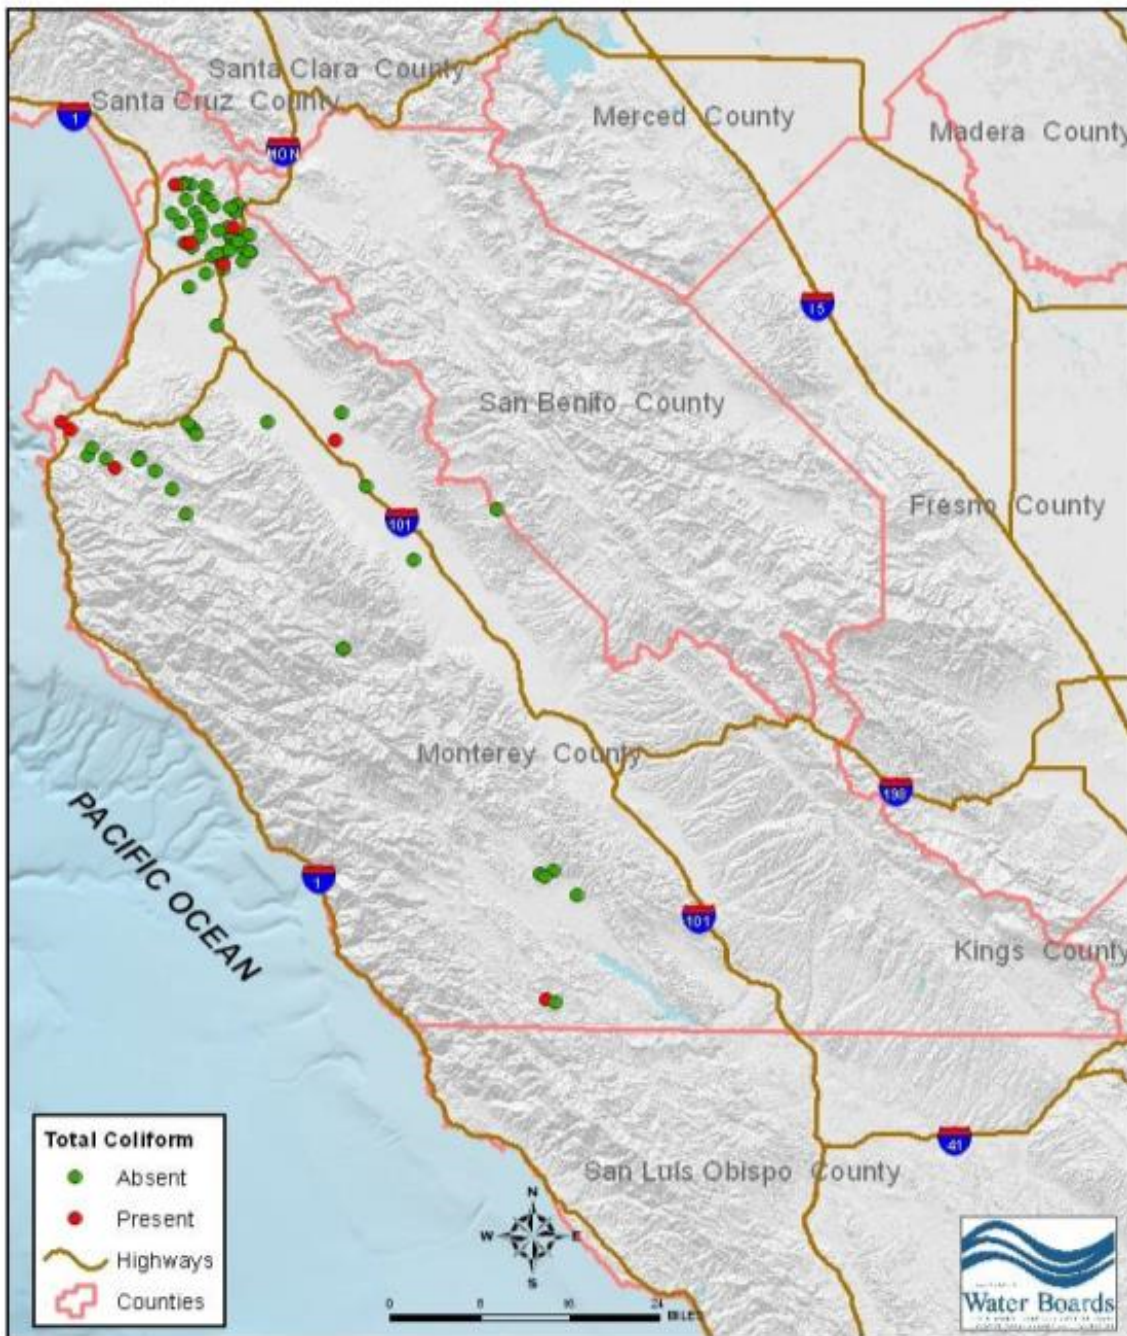 Santa Clara County
Santa Cruz County
1
MON
Merced County
Madera County
15
San Benito County
Fresno County
101
Monterey County
198
PACIFIC OCEAN
1
101
Kings County
Total Coliform
Absent
Present
Highways
Counties
San Luis Obispo County
41
N
W E
S
0 8 16 24
MILES
Water Boards